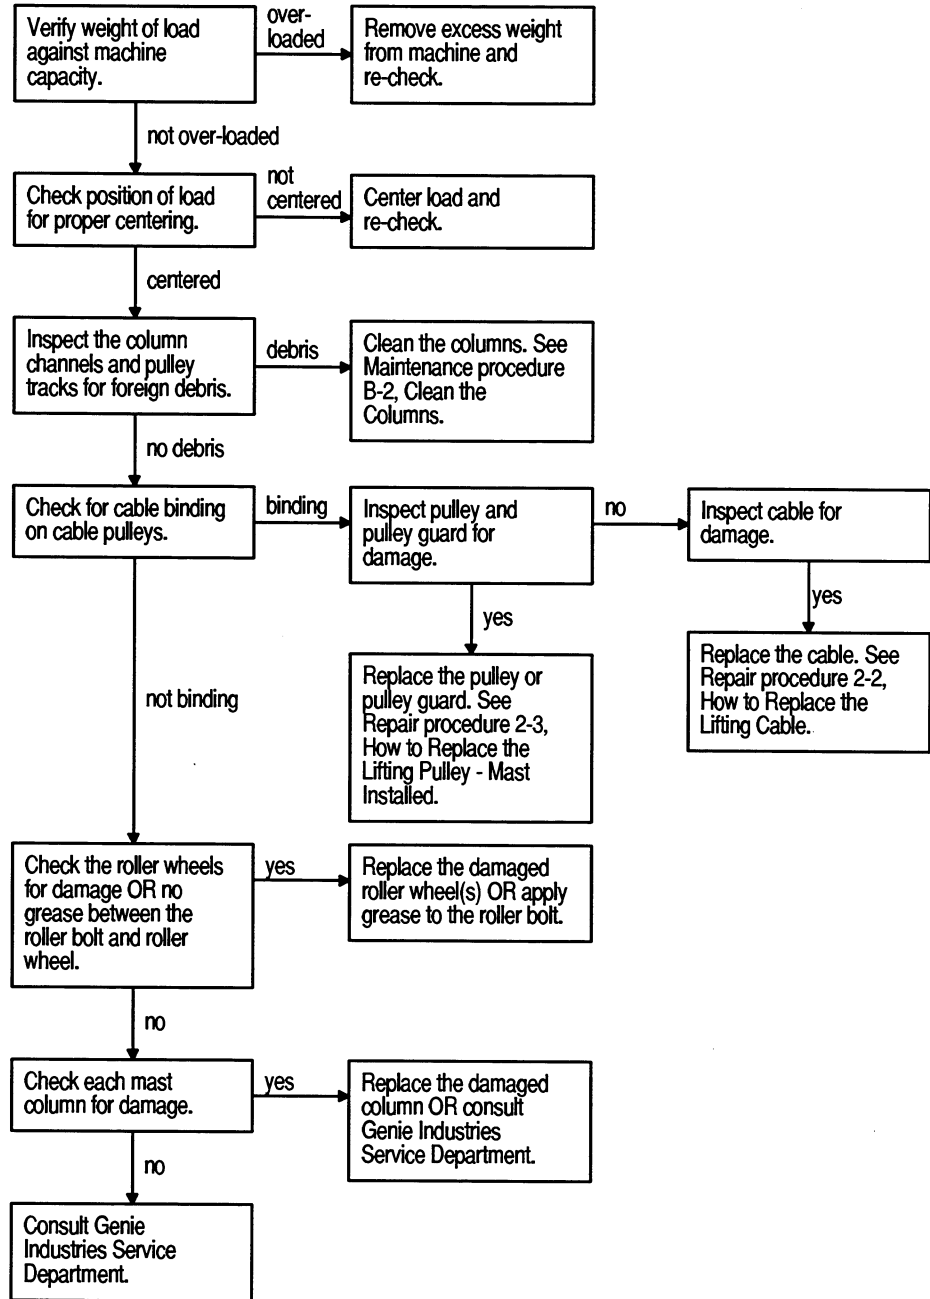 Verify weight of load
against machine
capacity.
over-
loaded
Remove excess weight
from machine and
re-check.
not over-loaded
Check position of load
for proper centering.
not
centered
Center load and
re-check.
centered
Inspect the column
channels and pulley
tracks for foreign debris.
debris
Clean the columns. See
Maintenance procedure
B-2, Clean the
Columns.
no debris
Check for cable binding
on cable pulleys.
binding
Inspect pulley and
pulley guard for
damage.
no
Inspect cable for
damage.
yes
yes
Replace the pulley or
pulley guard. See
Repair procedure 2-3,
How to Replace the
Lifting Pulley - Mast
Installed.
Replace the cable. See
Repair procedure 2-2,
How to Replace the
Lifting Cable.
not binding
Check the roller wheels
for damage OR no
grease between the
roller bolt and roller
wheel.
yes
Replace the damaged
roller wheel(s) OR apply
grease to the roller bolt.
no
Check each mast
column for damage.
yes
Replace the damaged
column OR consult
Genie Industries
Service Department.
no
Consult Genie
Industries Service
Department.